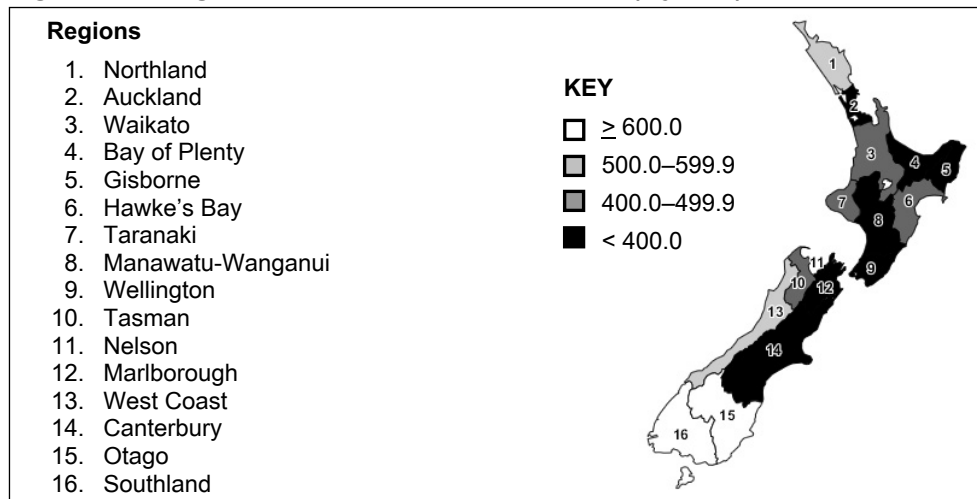 Regions
1. Northland
2. Auckland
3. Waikato
4. Bay of Plenty
5. Gisborne
6. Hawke's Bay
7. Taranaki
8. Manawatu-Wanganui
9. Wellington
10. Tasman
11. Nelson
12. Marlborough
13. West Coast
14. Canterbury
15. Otago
16. Southland
KEY
≥ 600.0
500.0–599.9
400.0–499.9
< 400.0
1
2
3
4
5
6
7
8
9
11
10
12
13
14
15
16